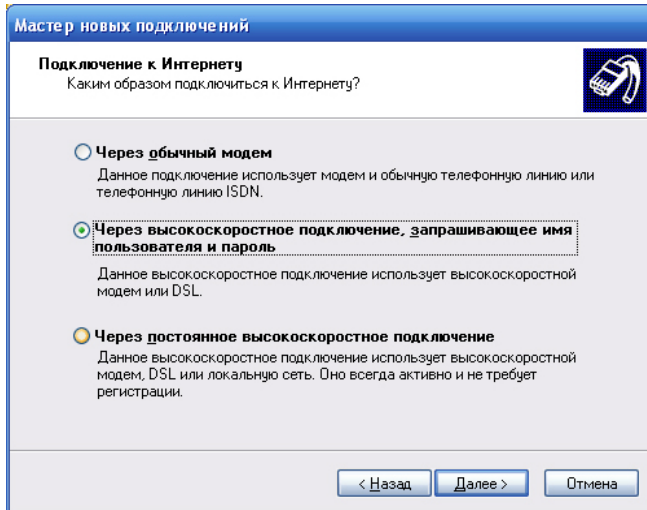 Мастер новых подключений
Подключение к Интернету
Каким образом подключиться к Интернету?
Через обычный модем
Данное подключение использует модем и обычную телефонную линию или
телефонную линию ISDN.
Через высокоскоростное подключение, запрашивающее имя
пользователя и пароль
Данное высокоскоростное подключение использует высокоскоростной
модем или DSL.
Через постоянное высокоскоростное подключение
Данное высокоскоростное подключение использует высокоскоростной
модем, DSL или локальную сеть. Оно всегда активно и не требует
регистрации.
< Назад Далее > Отмена